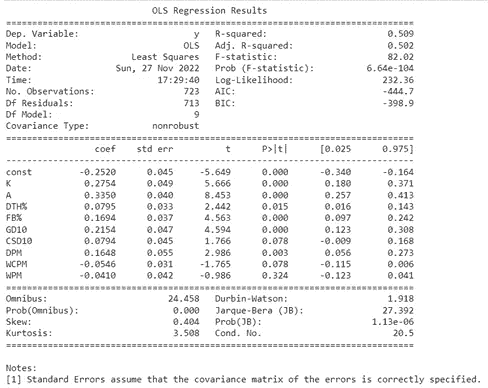 OLS Regression Results
==============================================================================
Dep. Variable: y R-squared: 0.509
Model: OLS Adj. R-squared: 0.502
Method: Least Squares F-statistic: 82.02
Date: Sun, 27 Nov 2022 Prob (F-statistic): 6.64e-104
Time: 17:29:40 Log-Likelihood: 232.36
No. Observations: 723 AIC: -444.7
Df Residuals: 713 BIC: -398.9
Df Model: 9
Covariance Type: nonrobust
==============================================================================
coef std err t P>|t| [0.025 0.975]
------------------------------------------------------------------------------
const -0.2520 0.045 -5.649 0.000 -0.340 -0.164
K 0.2754 0.049 5.666 0.000 0.180 0.371
A 0.3350 0.040 8.453 0.000 0.257 0.413
DTH% 0.0795 0.033 2.442 0.015 0.016 0.143
FB% 0.1694 0.037 4.563 0.000 0.097 0.242
GD10 0.2154 0.047 4.594 0.000 0.123 0.308
CSD10 0.0794 0.045 1.766 0.078 -0.009 0.168
DPM 0.1648 0.055 2.986 0.003 0.056 0.273
WCPM -0.0546 0.031 -1.765 0.078 -0.115 0.006
WPM -0.0410 0.042 -0.986 0.324 -0.123 0.041
==============================================================================
Omnibus: 24.458 Durbin-Watson: 1.918
Prob(Omnibus): 0.000 Jarque-Bera (JB): 27.392
Skew: 0.404 Prob(JB): 1.13e-06
Kurtosis: 3.508 Cond. No. 20.5
==============================================================================
Notes:
[1] Standard Errors assume that the covariance matrix of the errors is correctly specified.